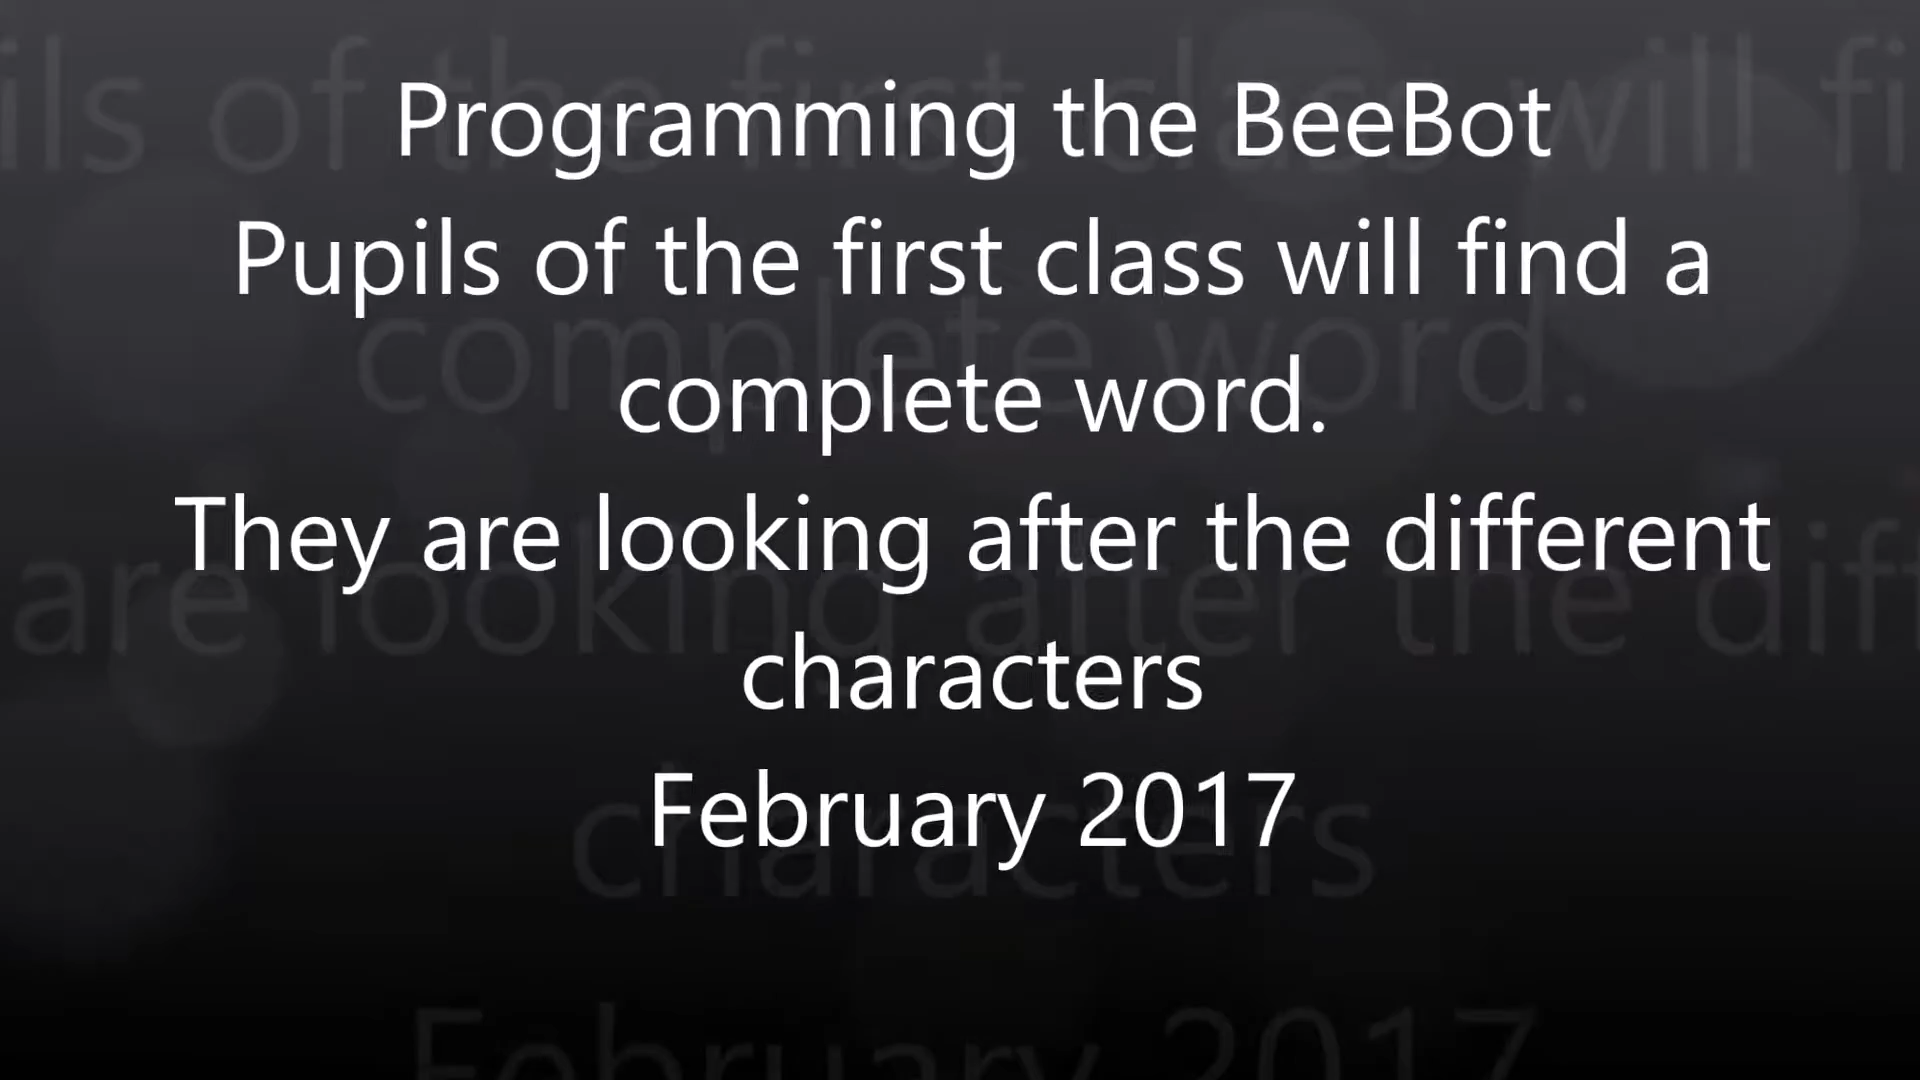 Programming the BeeBot
Pupils of the first class will find a
complete word.
They are looking after the different
characters
February 2017